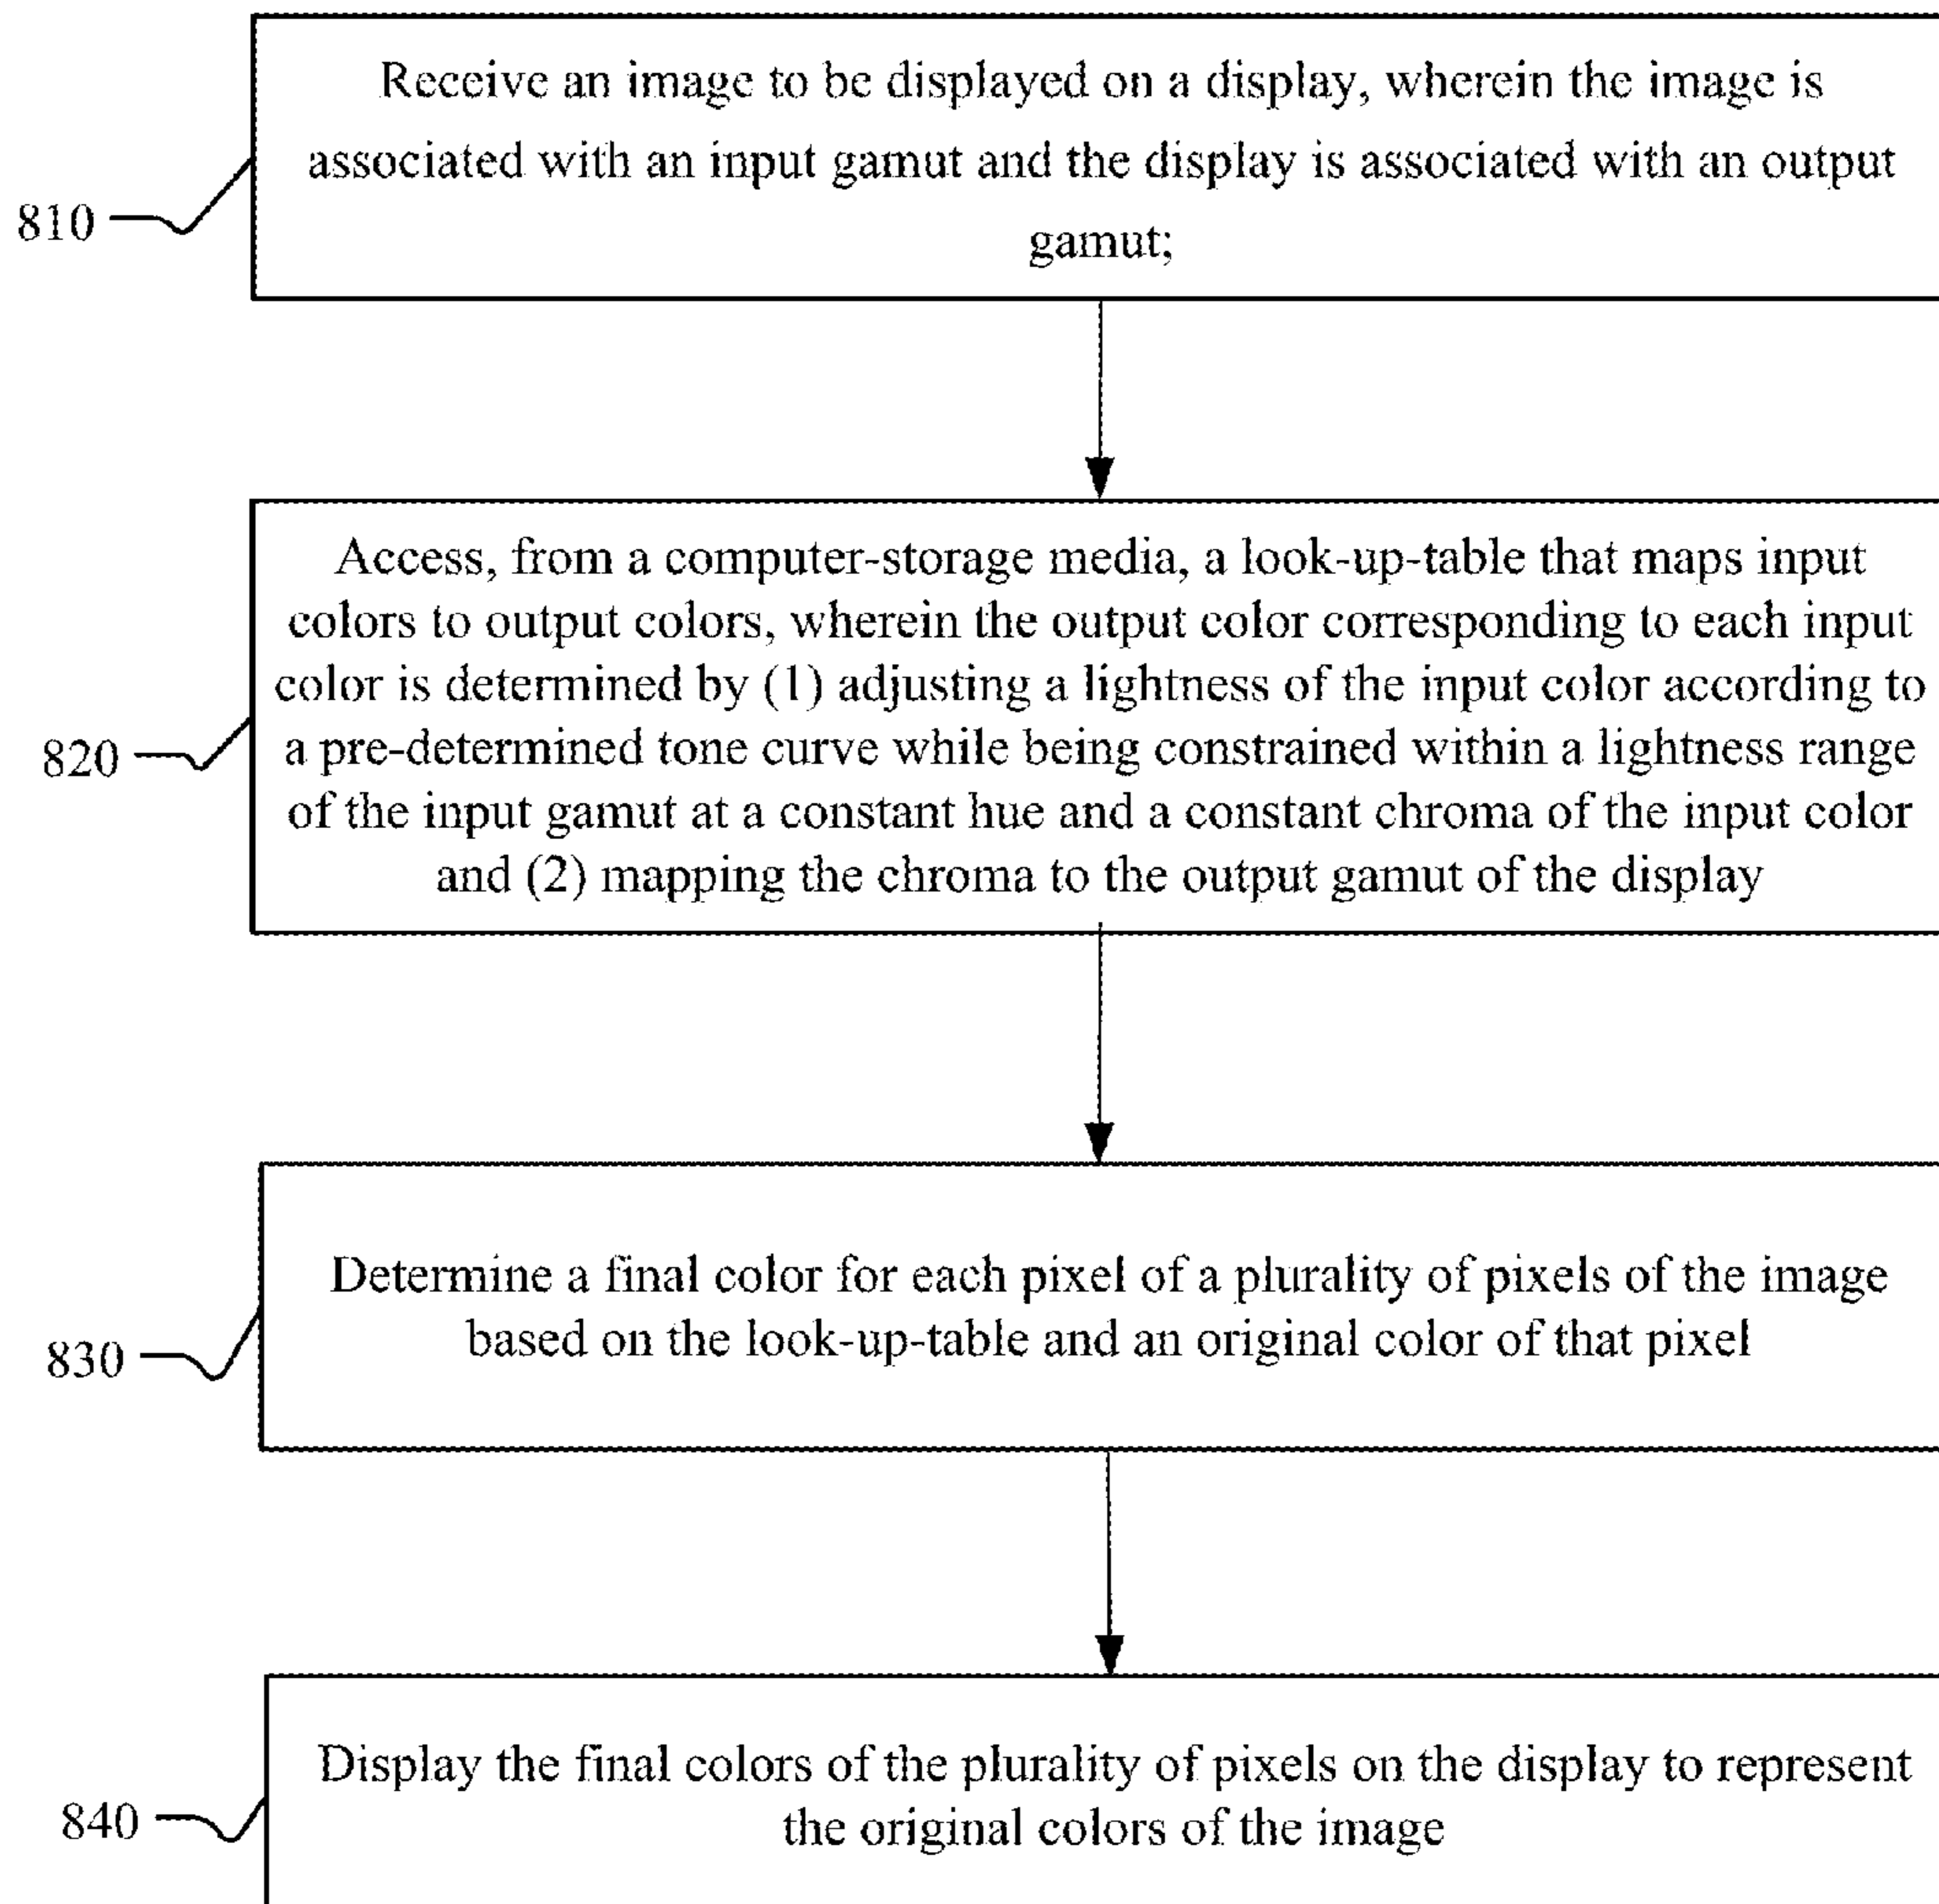 Receive an image to be displayed on a display, wherein the image is
associated with an input gamut and the display is associated with an output
gamut;
810
Access, from a computer-storage media, a look-up-table that maps input
colors to output colors, wherein the output color corresponding to each input
color is determined by (1) adjusting a lightness of the input color according to
a pre-determined tone curve while being constrained within a lightness range
of the input gamut at a constant hue and a constant chroma of the input color
and (2) mapping the chroma to the output gamut of the display
820
Determine a final color for each pixel of a plurality of pixels of the image
based on the look-up-table and an original color of that pixel
830
Display the final colors of the plurality of pixels on the display to represent
the original colors of the image
840